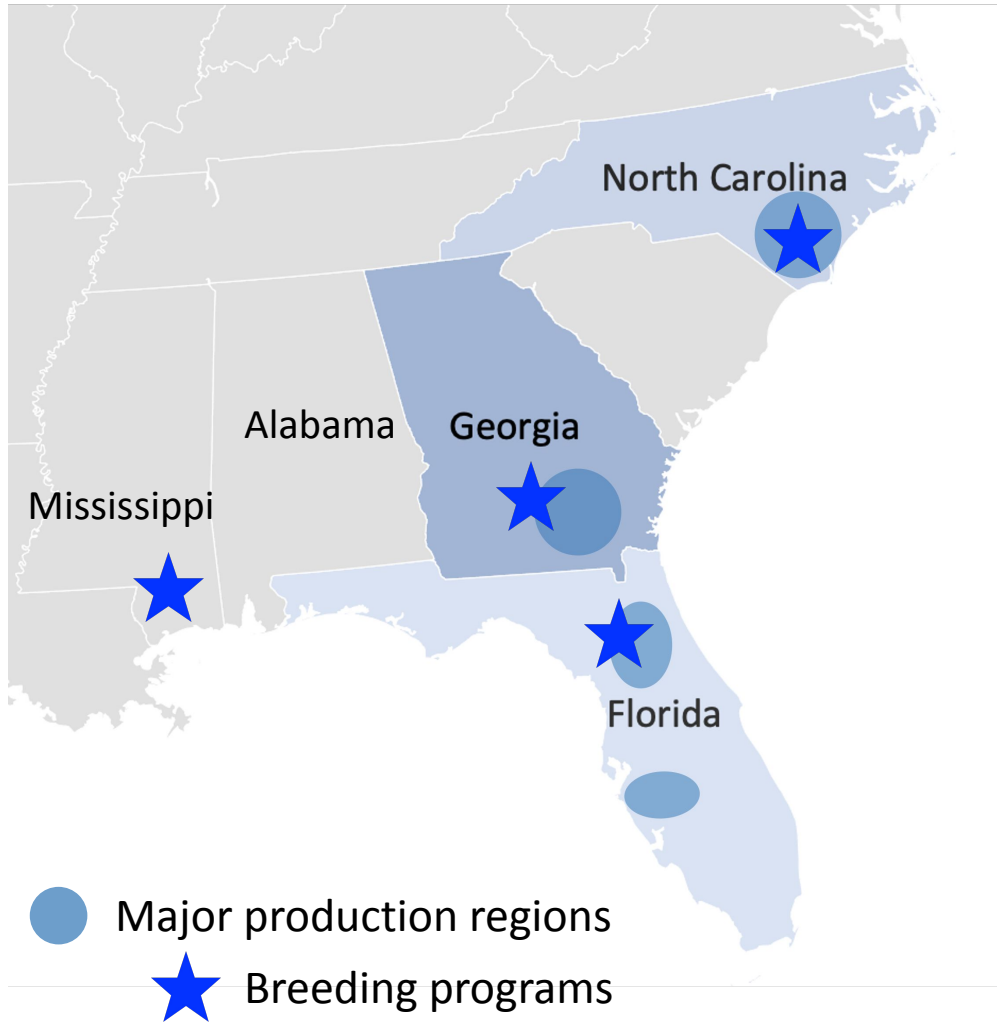 North Carolina
Alabama
Georgia
Mississippi
Florida
Major production regions
Breeding programs